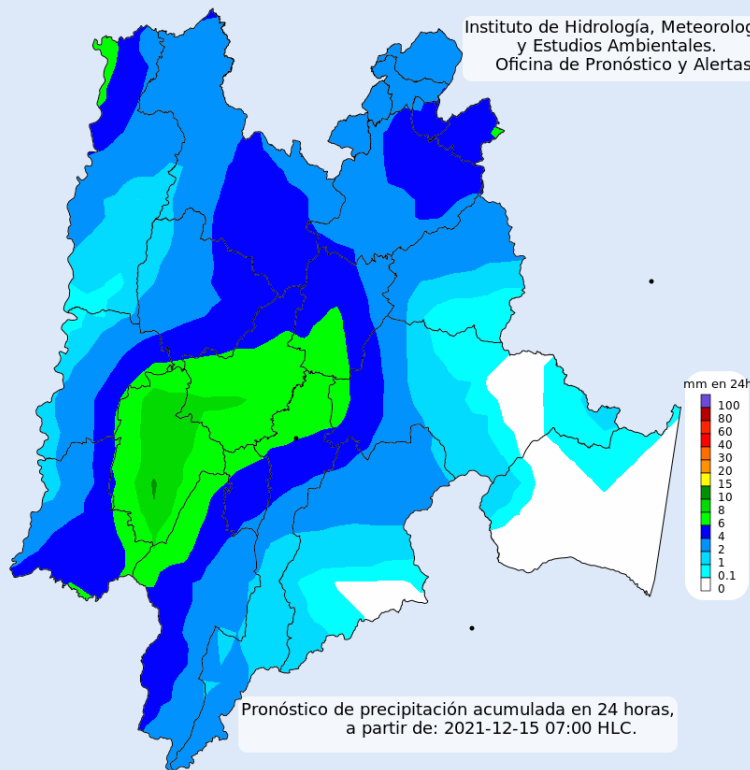 Instituto de Hidrología, Meteorolog
y Estudios Ambientales.
Oficina de Pronóstico y Alertas
mm en 24h
100
80
60
40
30
20
15
10
8
6
4
2
1
0.1
0
Pronóstico de precipitación acumulada en 24 horas,
a partir de: 2021-12-15 07:00 HLC.